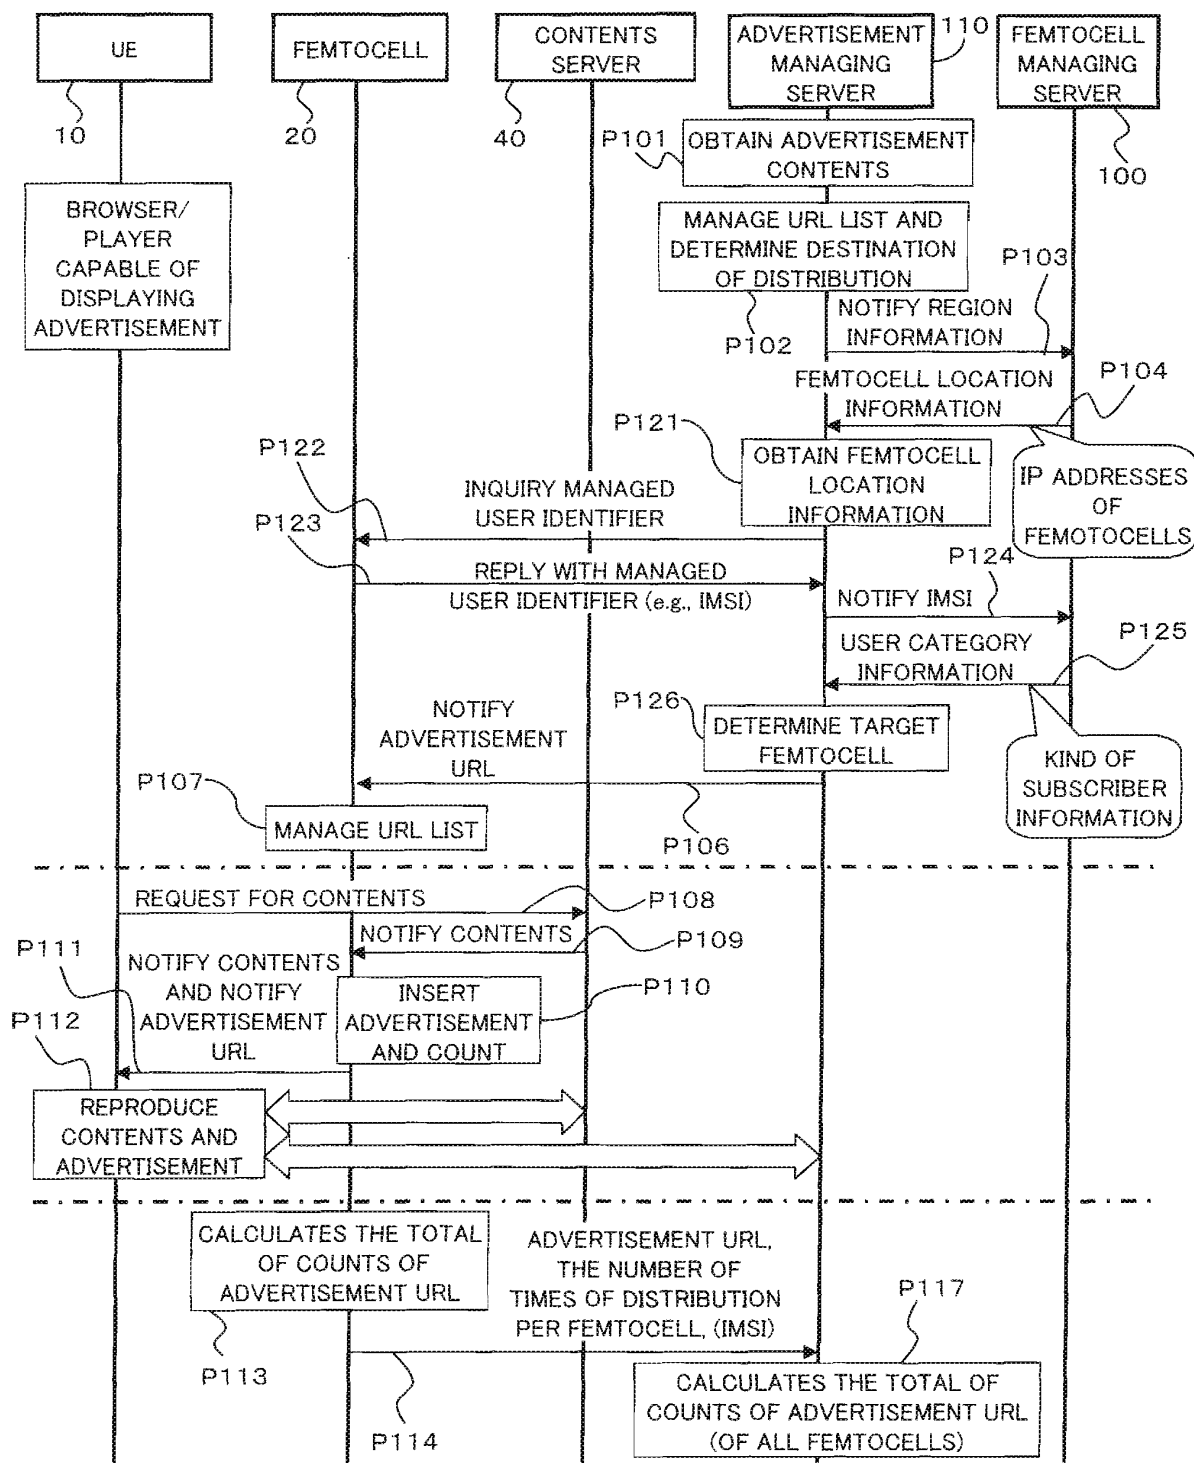 UE
FEMTOCELL
CONTENTS
SERVER
ADVERTISEMENT
MANAGING
SERVER
110
FEMTOCELL
MANAGING
SERVER
10
20
40
100
P101
OBTAIN ADVERTISEMENT
CONTENTS
BROWSER/
PLAYER
CAPABLE OF
DISPLAYING
ADVERTISEMENT
MANAGE URL LIST AND
DETERMINE DESTINATION
OF DISTRIBUTION
P102
P103
NOTIFY REGION
INFORMATION
P104
FEMTOCELL LOCATION
INFORMATION
IP ADDRESSES
OF
FEMOTOCELLS
P121
OBTAIN FEMTOCELL
LOCATION
INFORMATION
P122
INQUIRY MANAGED
USER IDENTIFIER
P123
REPLY WITH MANAGED
USER IDENTIFIER (e.g., IMSI)
P124
NOTIFY IMSI
P125
USER CATEGORY
INFORMATION
KIND OF
SUBSCRIBER
INFORMATION
P126
DETERMINE TARGET
FEMTOCELL
NOTIFY
ADVERTISEMENT
URL
P106
P107
MANAGE URL LIST
REQUEST FOR CONTENTS
P108
NOTIFY CONTENTS
P109
P111
NOTIFY CONTENTS
AND NOTIFY
ADVERTISEMENT
URL
INSERT
ADVERTISEMENT
AND COUNT
P110
P112
REPRODUCE
CONTENTS AND
ADVERTISEMENT
CALCULATES THE TOTAL
OF COUNTS OF
ADVERTISEMENT URL
P113
ADVERTISEMENT URL,
THE NUMBER OF
TIMES OF DISTRIBUTION
PER FEMTOCELL, (IMSI)
P114
P117
CALCULATES THE TOTAL OF
COUNTS OF ADVERTISEMENT URL
(OF ALL FEMTOCELLS)